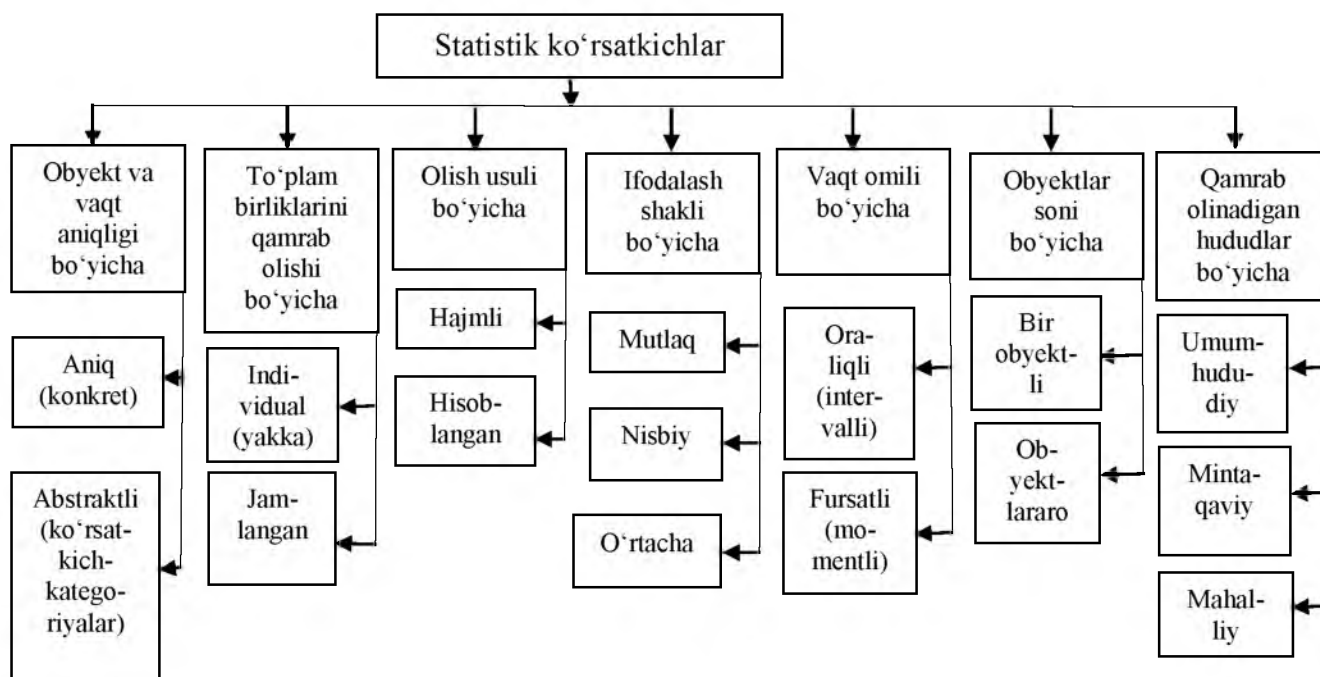 Statistik ko‘rsatkichlar
Obyekt va
vaqt
aniqligi
bo‘yicha
Aniq
(konkret)
Abstraktli
(ko‘rsat-
kich-
katego-
riyalar)
To‘plam
birliklarini
qamrab
olishi
bo‘yicha
Indi-
vidual
(yakka)
Jam-
langan
Olish usuli
bo‘yicha
Hajmli
Hisob-
langan
Ifodalash
shakli
bo‘yicha
Mutlaq
Nisbiy
O‘rtacha
Vaqt omili
bo‘yicha
Ora-
liqli
(inter-
valli)
Fursatli
(mo-
mentli)
Obyektlar
soni
bo‘yicha
Bir
obyekt-
li
Ob-
yekt-
lararo
Qamrab
olinadigan
hududlar
bo‘yicha
Umum-
hudu-
diy
Minta-
qaviy
Mahal-
liy